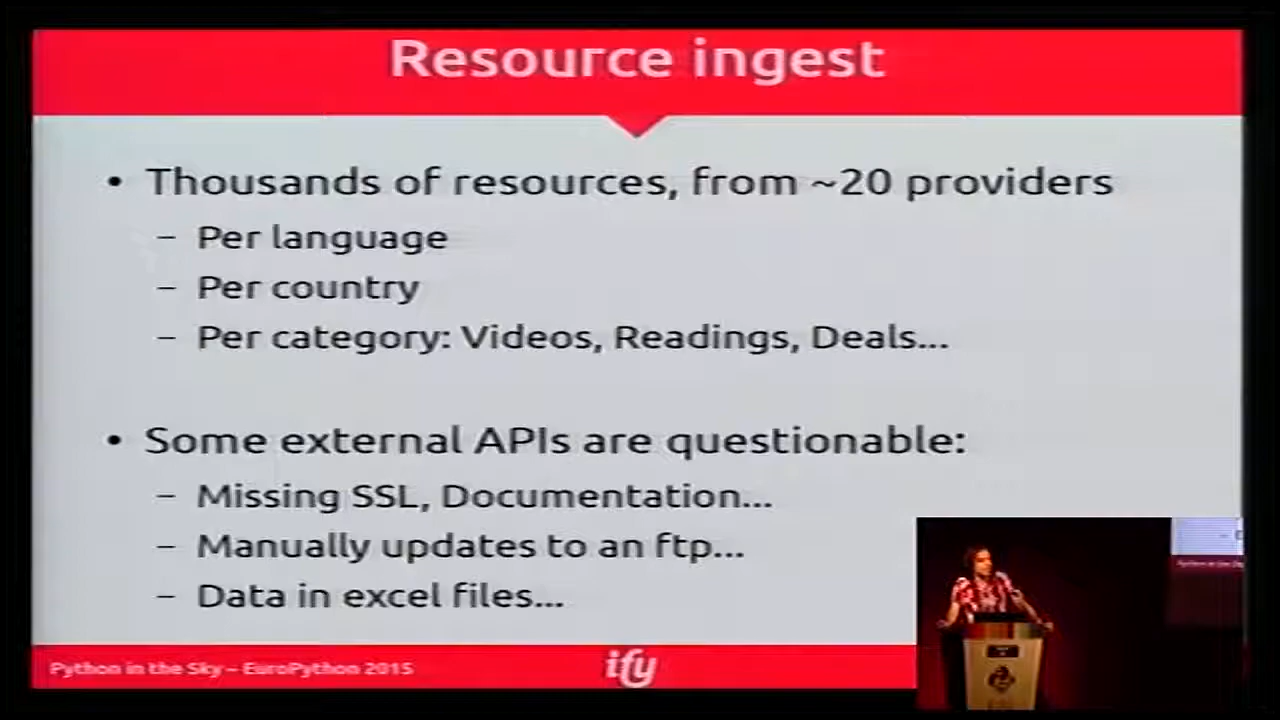 Resource ingest
• Thousands of resources, from ~20 providers
– Per language
– Per country
– Per category: Videos, Readings, Deals...
• Some external APIs are questionable:
– Missing SSL, Documentation...
– Manually updates to an ftp...
– Data in excel files...
Python in the Sky – EuroPython 2015
ify